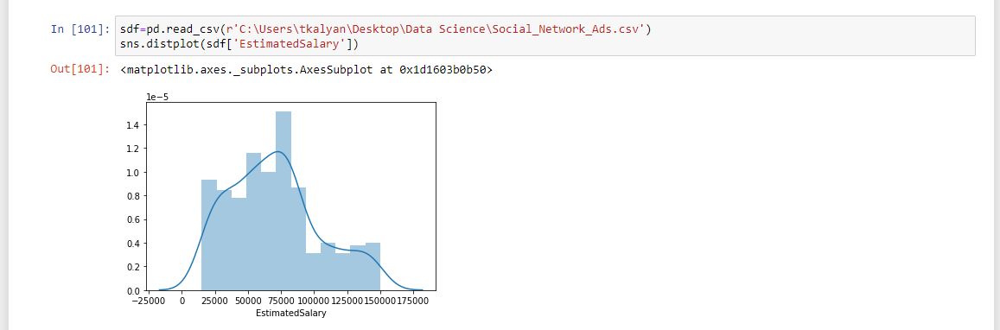 In [101]: sdf=pd.read_csv(r'C:\Users\tkalyan\Desktop\Data Science\Social_Network_Ads.csv')
sns.distplot(sdf['EstimatedSalary'])
Out[101]: <matplotlib.axes._subplots.AxesSubplot at 0x1d1603b0b50>
1e−5
1.4
1.2
1.0
0.8
0.6
0.4
0.2
0.0
−25000 0 25000 50000 75000 100000 125000 150000 175000
EstimatedSalary